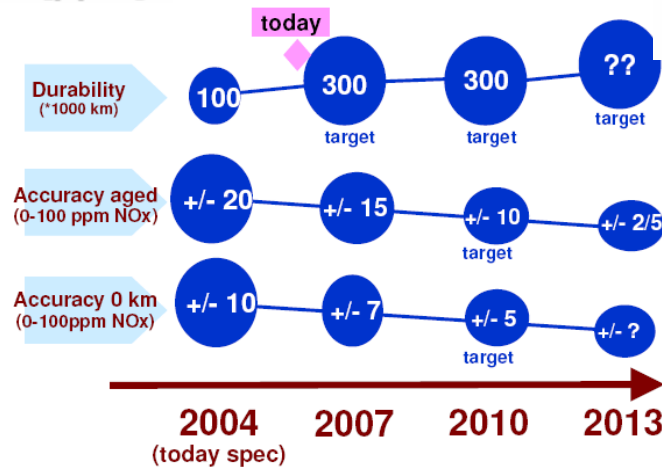 today
Durability
(*1000 km)
100
300
300
??
target
target
target
Accuracy aged
(0-100 ppm NOx)
+/- 20
+/- 15
+/- 10
+/- 2/5
target
Accuracy 0 km
(0-100ppm NOx)
+/- 10
+/- 7
+/- 5
+/- ?
target
2004
2007
2010
2013
(today spec)